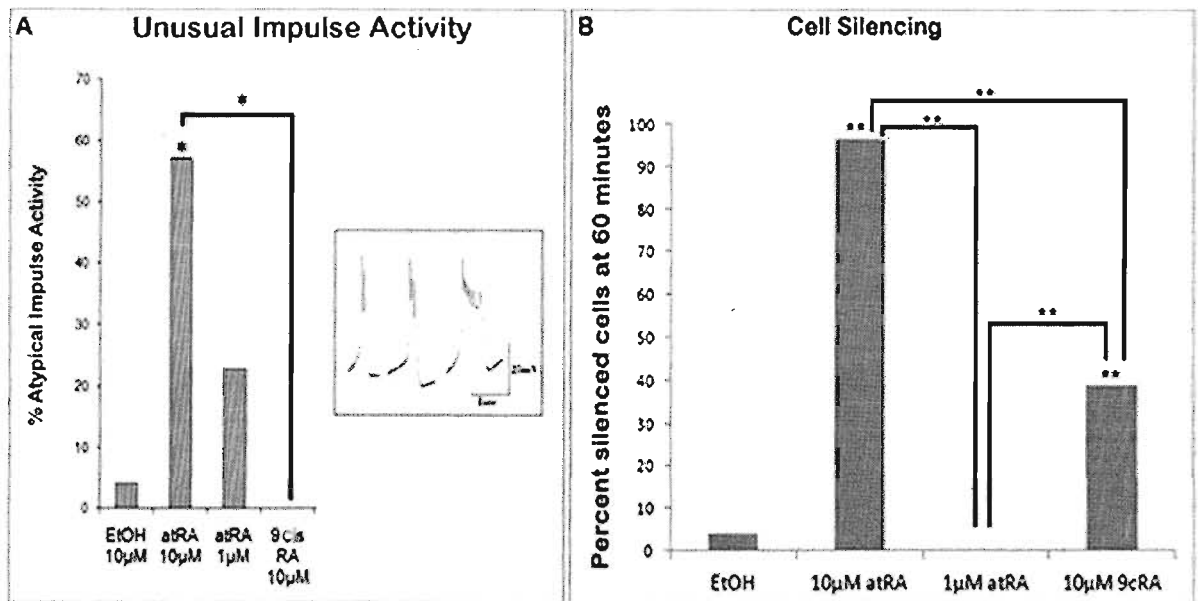 A
Unusual Impulse Activity
% Atypical Impulse Activity
70
60
50
40
30
20
10
0
*
*
EtOH 10µM
atRA 10µM
atRA 1µM
9 cis RA 10µM
B
Cell Silencing
Percent silenced cells at 60 minutes
100
90
80
70
60
50
40
30
20
10
0
**
**
**
**
**
EtOH
10µM atRA
1µM atRA
10µM 9cRA